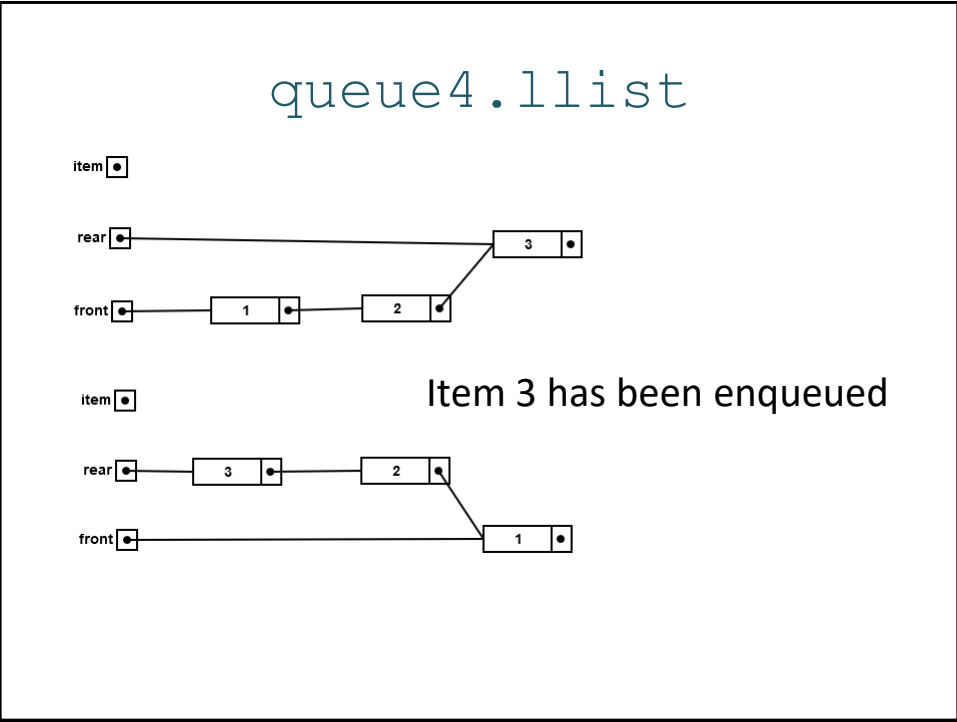 queue4.llist
item
rear
3
front
1
2
item
Item 3 has been enqueued
rear
3
2
front
1